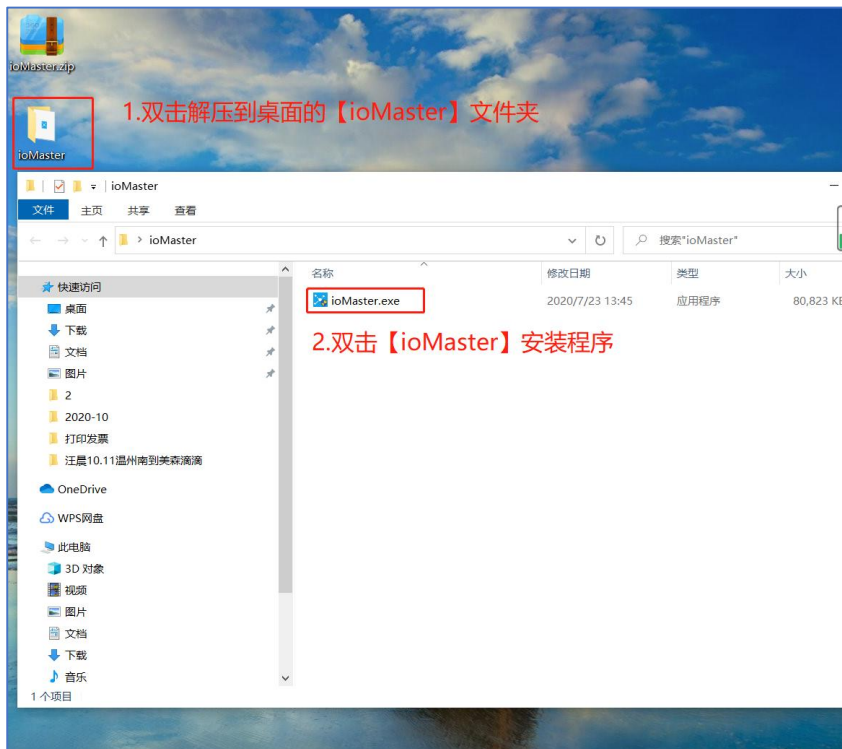 ioMaster.zip
1.双击解压到桌面的【ioMaster】文件夹
ioMaster
ioMaster
文件 主页 共享 查看
ioMaster 搜索"ioMaster"
名称 修改日期 类型 大小
快速访问
ioMaster.exe 2020/7/23 13:45 应用程序 80,823 KB
桌面
下载
2.双击【ioMaster】安装程序
文档
图片
2
2020-10
打印发票
汪晨10.11温州南到美森滴滴
OneDrive
WPS网盘
此电脑
3D 对象
视频
图片
文档
下载
音乐
1 个项目